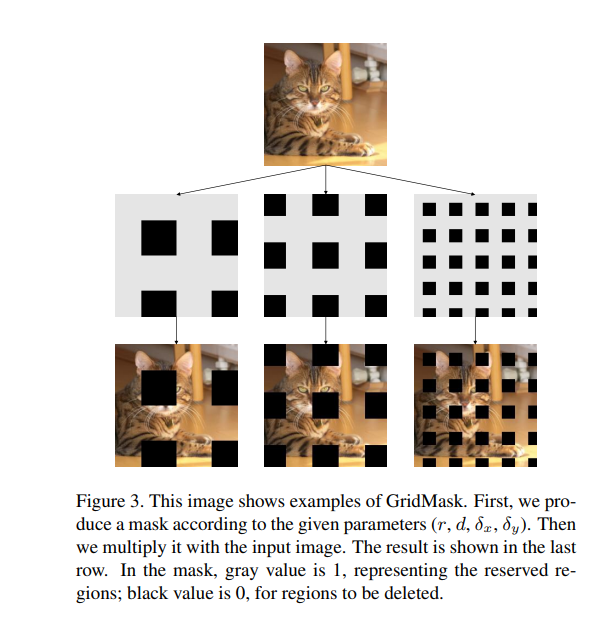 Figure 3. This image shows examples of GridMask. First, we pro-
duce a mask according to the given parameters (r, d, δx, δy). Then
we multiply it with the input image. The result is shown in the last
row. In the mask, gray value is 1, representing the reserved re-
gions; black value is 0, for regions to be deleted.